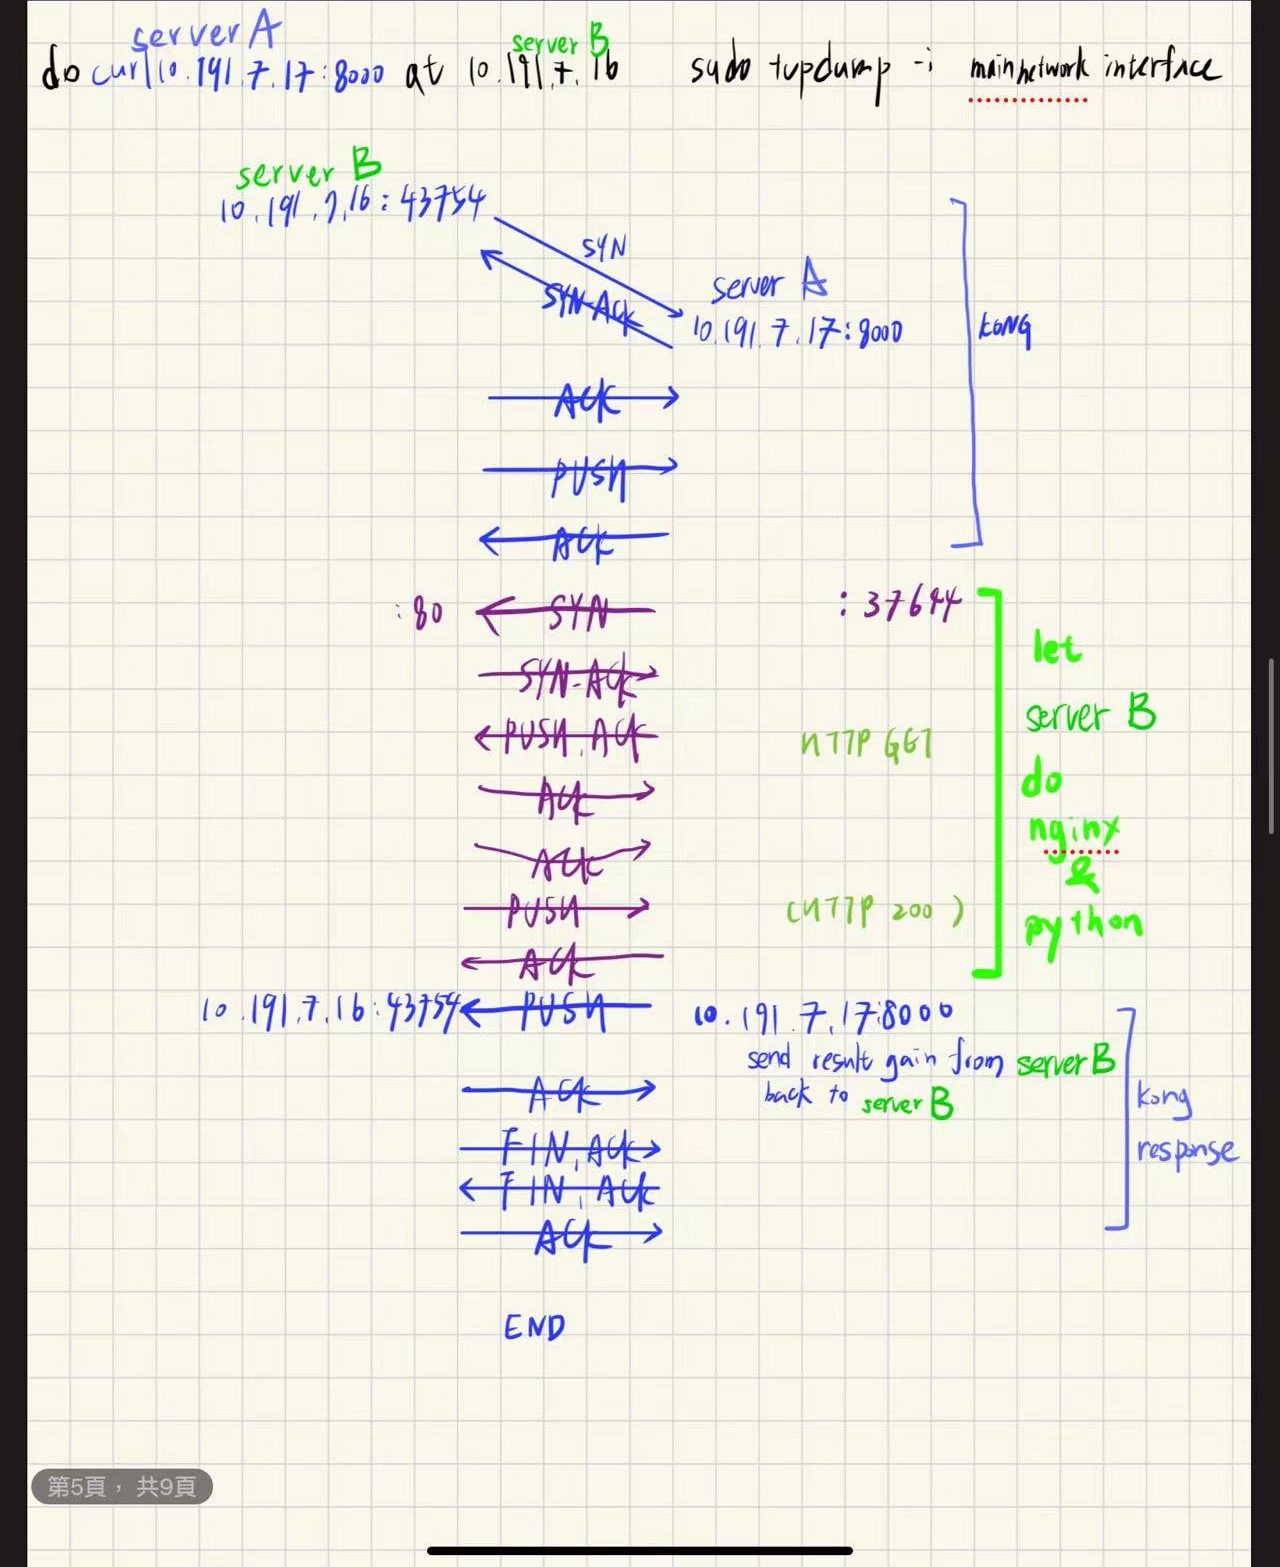 server A
server B
do curl 10.191.7.17:8000 at 10.191.7.16 sudo tvpdump -i main network interface
server B
10.191.7.16:43754
SYN
SYN-ACK
server A
10.191.7.17:8000
kong
ACK
PUSH
ACK
:80 SYN :37644
let
SYN-ACK
server B
PUSH, ACK HTTP GET
do
ACK
nginx
ACK
&
PUSH (HTTP 200)
python
ACK
10.191.7.16:43754 PUSH 10.191.7.17:8000
send result gain from server B
back to server B
kong
response
ACK
FIN, ACK
FIN, ACK
ACK
END
第5頁，共9頁